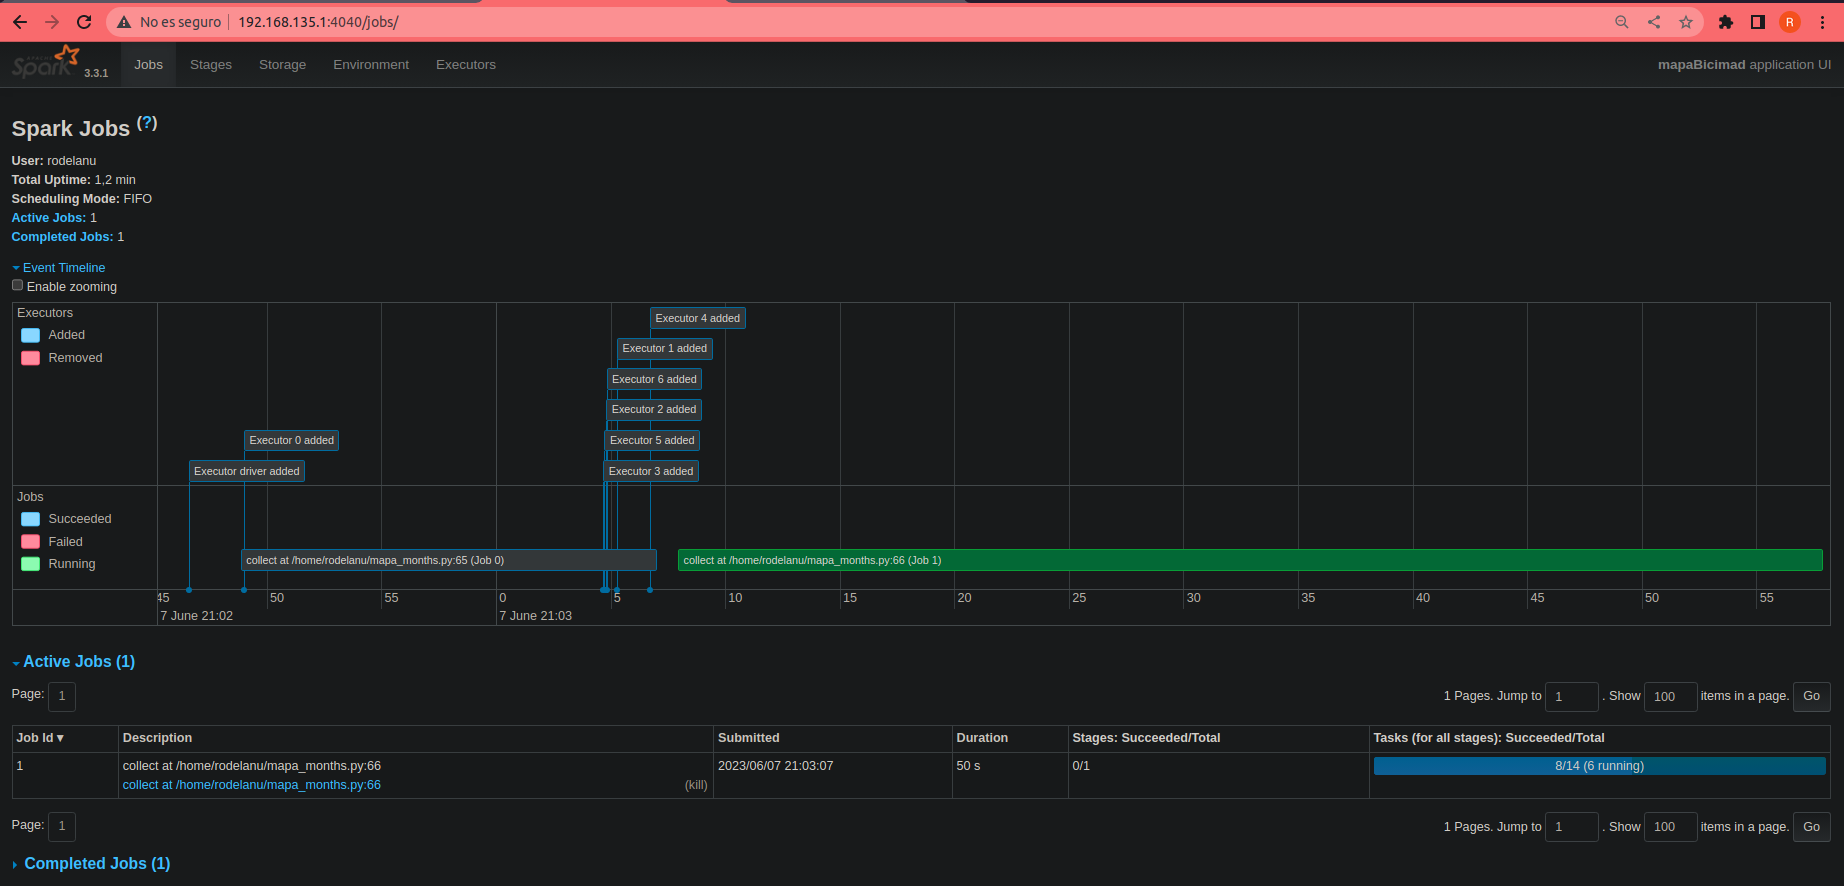 No es seguro 192.168.135.1:4040/jobs/ R
Spark 3.3.1 Jobs Stages Storage Environment Executors mapaBicimad application UI
Spark Jobs (?)
User: rodelanu
Total Uptime: 1,2 min
Scheduling Mode: FIFO
Active Jobs: 1
Completed Jobs: 1
Event Timeline
Enable zooming
Executors
Added
Removed
Executor 4 added
Executor 1 added
Executor 6 added
Executor 2 added
Executor 0 added
Executor 5 added
Executor driver added
Executor 3 added
Jobs
Succeeded
Failed
Running
collect at /home/rodelanu/mapa_months.py:65 (Job 0)
collect at /home/rodelanu/mapa_months.py:66 (Job 1)
45 50 55 0 5 10 15 20 25 30 35 40 45 50 55
7 June 21:02 7 June 21:03
Active Jobs (1)
Page: 1 1 Pages. Jump to 1 . Show 100 items in a page. Go
Job Id ▾ Description Submitted Duration Stages: Succeeded/Total Tasks (for all stages): Succeeded/Total
1 collect at /home/rodelanu/mapa_months.py:66 2023/06/07 21:03:07 50 s 0/1 8/14 (6 running)
collect at /home/rodelanu/mapa_months.py:66 (kill)
Page: 1 1 Pages. Jump to 1 . Show 100 items in a page. Go
Completed Jobs (1)